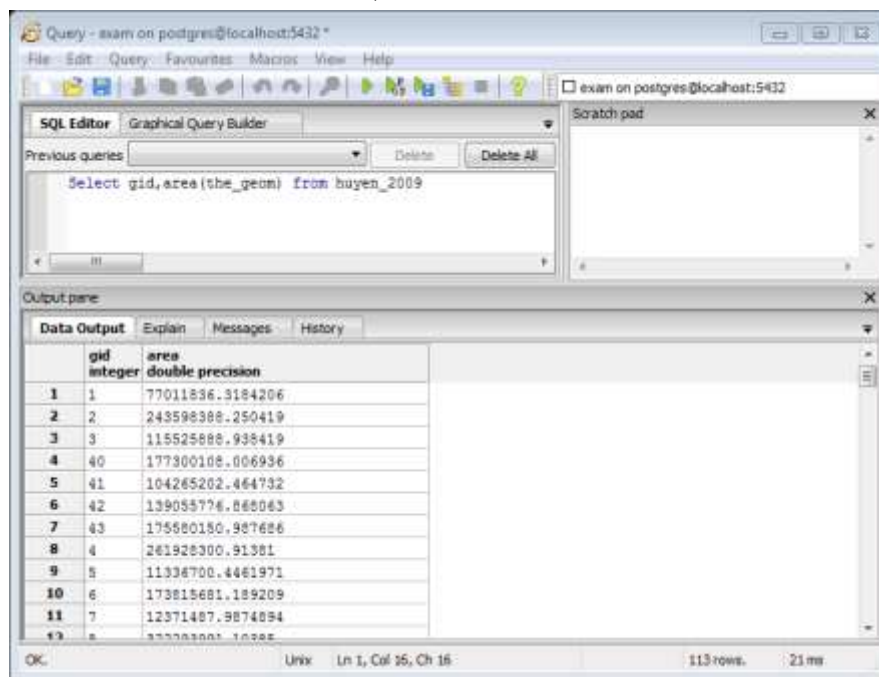 Query - exam on postgres@localhost:5432 *
File Edit Query Favourites Macros View Help
exam on postgres@localhost:5432
SQL Editor Graphical Query Builder
Scratch pad
Previous queries Delete Delete All
Select gid,area(the_geom) from huyen_2009
Output pane
Data Output Explain Messages History
gid integer area double precision
1 1 77011836.3184206
2 2 243598388.250419
3 3 115525888.938419
4 40 177300108.006936
5 41 104265202.464732
6 42 139055776.868063
7 43 175580150.987686
8 4 261928300.91381
9 5 11336700.4461971
10 6 173815681.189209
11 7 12371487.9874894
12 8
OK. Unix Ln 1, Col 16, Ch 16 113 rows. 21 ms